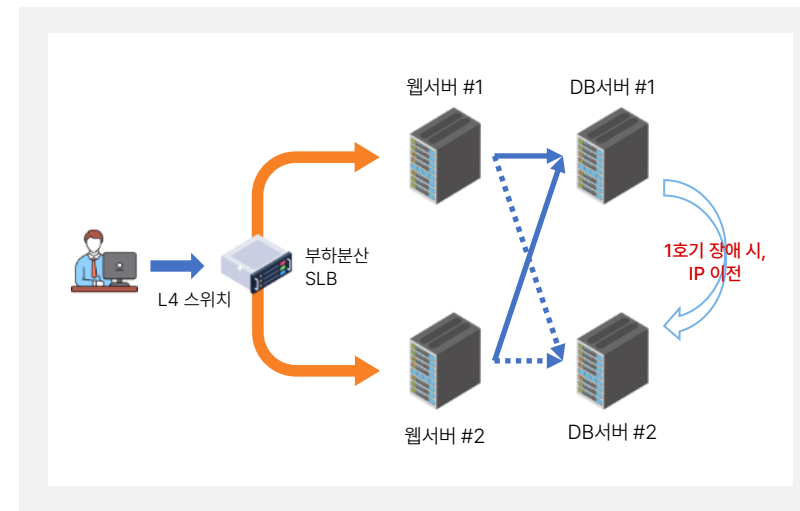 웹서버 #1
DB서버 #1
부하분산
SLB
L4 스위치
1호기 장애 시,
IP 이전
웹서버 #2
DB서버 #2